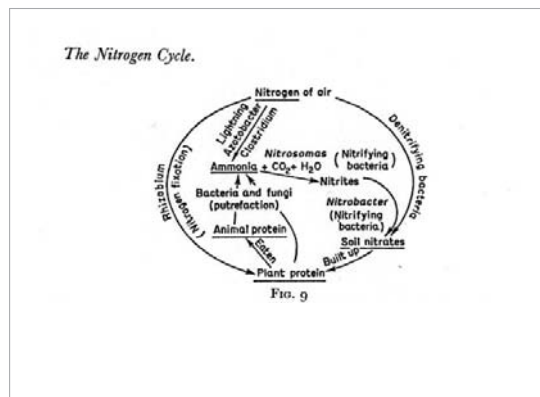 The Nitrogen Cycle.
Nitrogen of air
Lightning
Azotobacter
Clostridium
Denitrifying bacteria
Rhizobium
(Nitrogen fixation)
Ammonia + CO2+ H2O
Nitrosomas
(Nitrifying
bacteria)
Nitrites
Bacteria and fungi
(putrefaction)
Nitrobacter
(Nitrifying
bacteria)
Animal protein
Soil nitrates
Eaten
Built up
Plant protein
FIG. 9